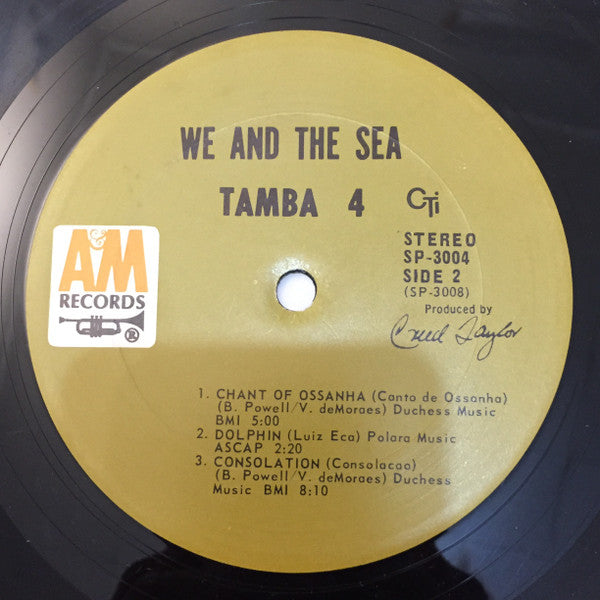 WE AND THE SEA
TAMBA 4
CTi
A&M
RECORDS
®
STEREO
SP-3004
SIDE 2
(SP-3008)
Produced by
Creed Taylor
1. CHANT OF OSSANHA (Canto de Ossanha)
(B. Powell/V. deMoraes) Duchess Music
BMI 5:00
2. DOLPHIN (Luiz Eca) Polara Music
ASCAP 2:20
3. CONSOLATION (Consolacao)
(B. Powell/V. deMoraes) Duchess
Music BMI 8:10